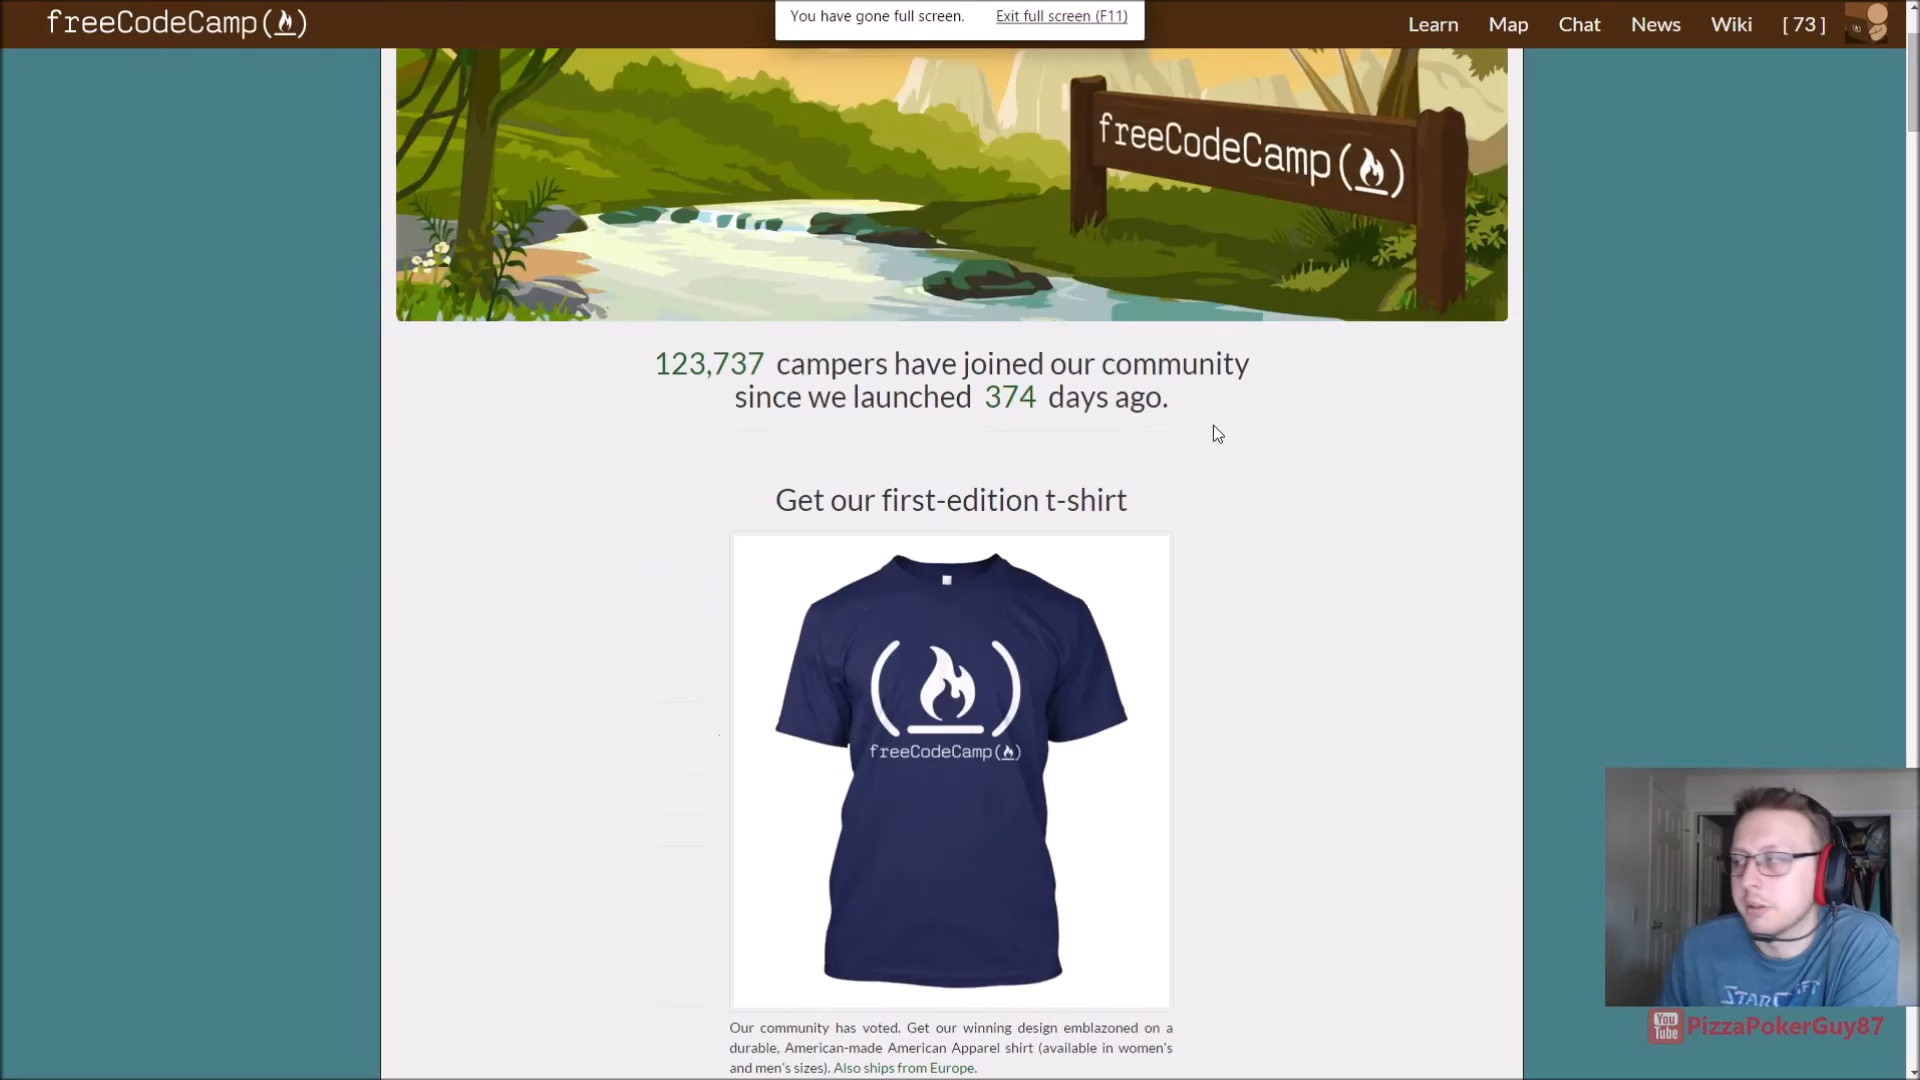 freeCodeCamp
You have gone full screen. Exit full screen (F11)
Learn Map Chat News Wiki [ 73 ]
freeCodeCamp
123,737 campers have joined our community
since we launched 374 days ago.
Get our first-edition t-shirt
freeCodeCamp
Our community has voted. Get our winning design emblazoned on a
durable, American-made American Apparel shirt (available in women's
and men's sizes). Also ships from Europe.
STARCRAFT
You Tube PizzaPokerGuy87